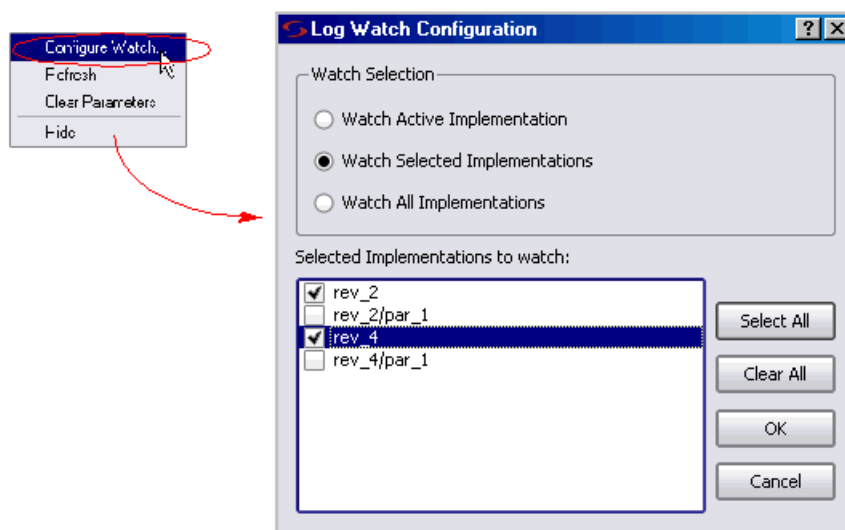 Configure Watch...
Refresh
Clear Parameters
Hide
Log Watch Configuration
Watch Selection
Watch Active Implementation
Watch Selected Implementations
Watch All Implementations
Selected Implementations to watch:
rev_2
rev_2/par_1
rev_4
rev_4/par_1
Select All
Clear All
OK
Cancel